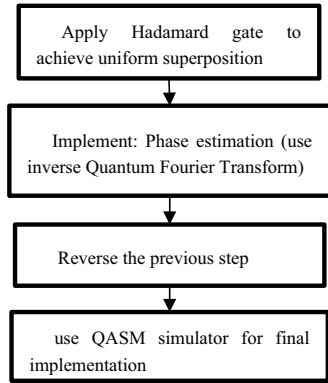 Apply Hadamard gate to
achieve uniform superposition
Implement: Phase estimation (use
inverse Quantum Fourier Transform)
Reverse the previous step
use QASM simulator for final
implementation